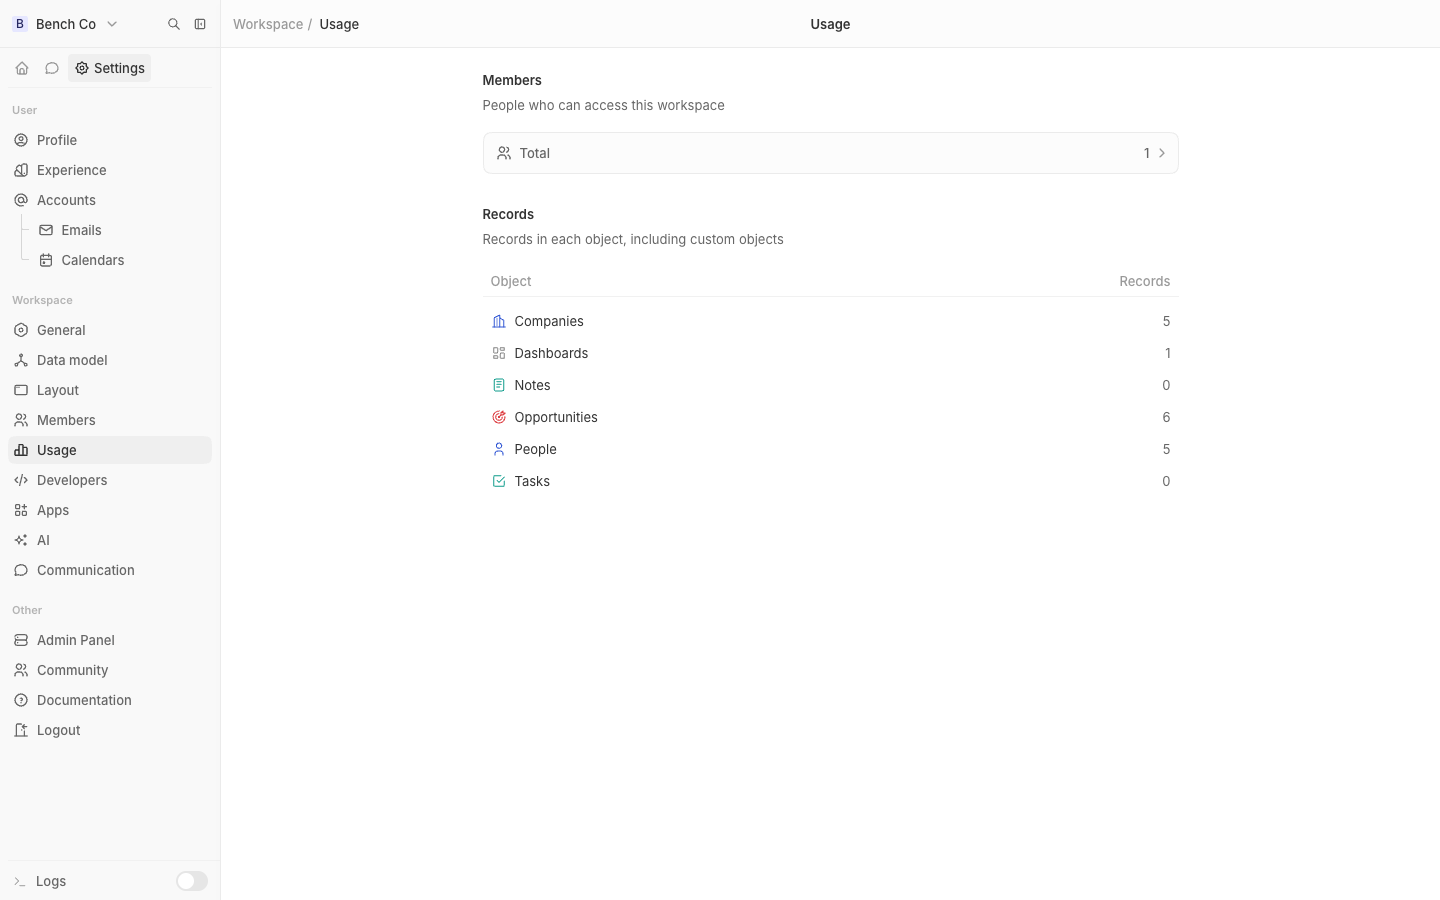 B Bench Co
Workspace / Usage
Usage
Settings
User
Profile
Experience
Accounts
Emails
Calendars
Workspace
General
Data model
Layout
Members
Usage
Developers
Apps
AI
Communication
Other
Admin Panel
Community
Documentation
Logout
Logs
Members
People who can access this workspace
Total 1
Records
Records in each object, including custom objects
Object Records
Companies 5
Dashboards 1
Notes 0
Opportunities 6
People 5
Tasks 0